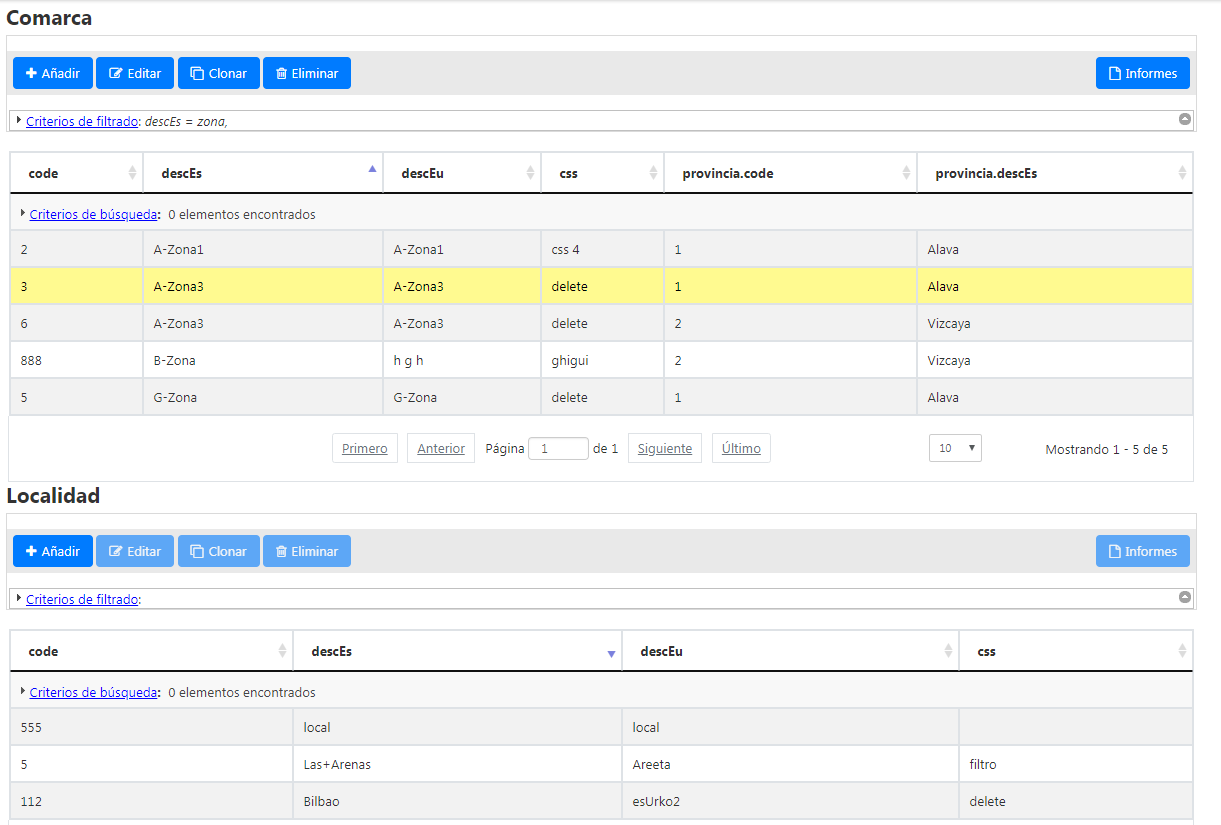 Comarca
Añadir Editar Clonar Eliminar Informes
Criterios de filtrado: descEs = zona,
code descEs descEu css provincia.code provincia.descEs
Criterios de búsqueda: 0 elementos encontrados
2 A-Zona1 A-Zona1 css 4 1 Alava
3 A-Zona3 A-Zona3 delete 1 Alava
6 A-Zona3 A-Zona3 delete 2 Vizcaya
888 B-Zona h g h ghigui 2 Vizcaya
5 G-Zona G-Zona delete 1 Alava
Primero Anterior Página 1 de 1 Siguiente Último 10 Mostrando 1 - 5 de 5
Localidad
Añadir Editar Clonar Eliminar Informes
Criterios de filtrado:
code descEs descEu css
Criterios de búsqueda: 0 elementos encontrados
555 local local
5 Las+Arenas Areeta filtro
112 Bilbao esUrko2 delete